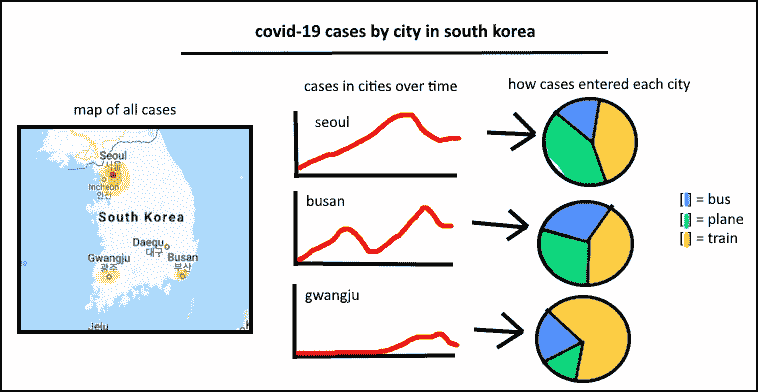 covid-19 cases by city in south korea
map of all cases
cases in cities over time
how cases entered each city
Seoul
서울
Incheon
인천
South Korea
Daegu
대구
Gwangju
광주
Busan
부산
Jeju
seoul
busan
gwangju
[] = bus
[] = plane
[] = train